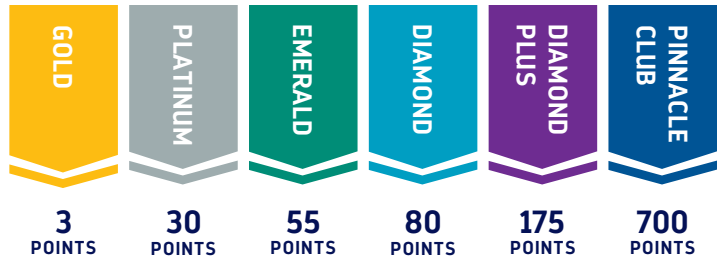 GOLD
PLATINUM
EMERALD
DIAMOND
DIAMOND
PLUS
PINNACLE
CLUB
3
POINTS
30
POINTS
55
POINTS
80
POINTS
175
POINTS
700
POINTS